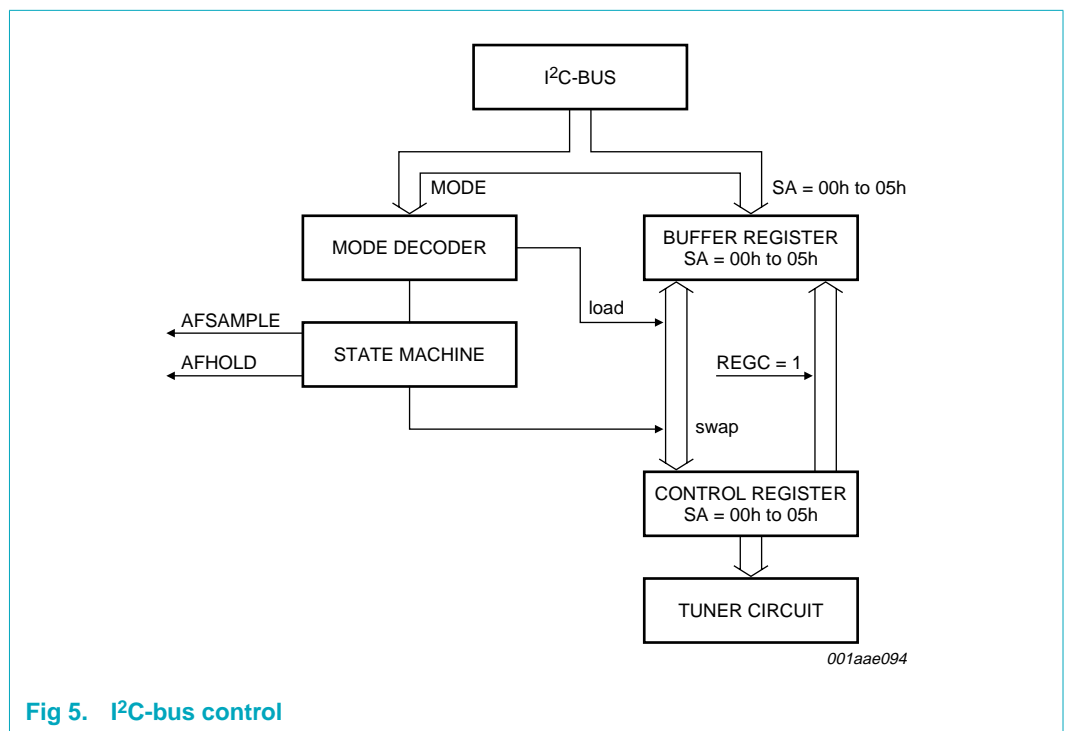 I²C-BUS
MODE
SA = 00h to 05h
MODE DECODER
BUFFER REGISTER
SA = 00h to 05h
load
AFSAMPLE
STATE MACHINE
AFHOLD
REGC = 1
swap
CONTROL REGISTER
SA = 00h to 05h
TUNER CIRCUIT
001aae094
Fig 5. I²C-bus control